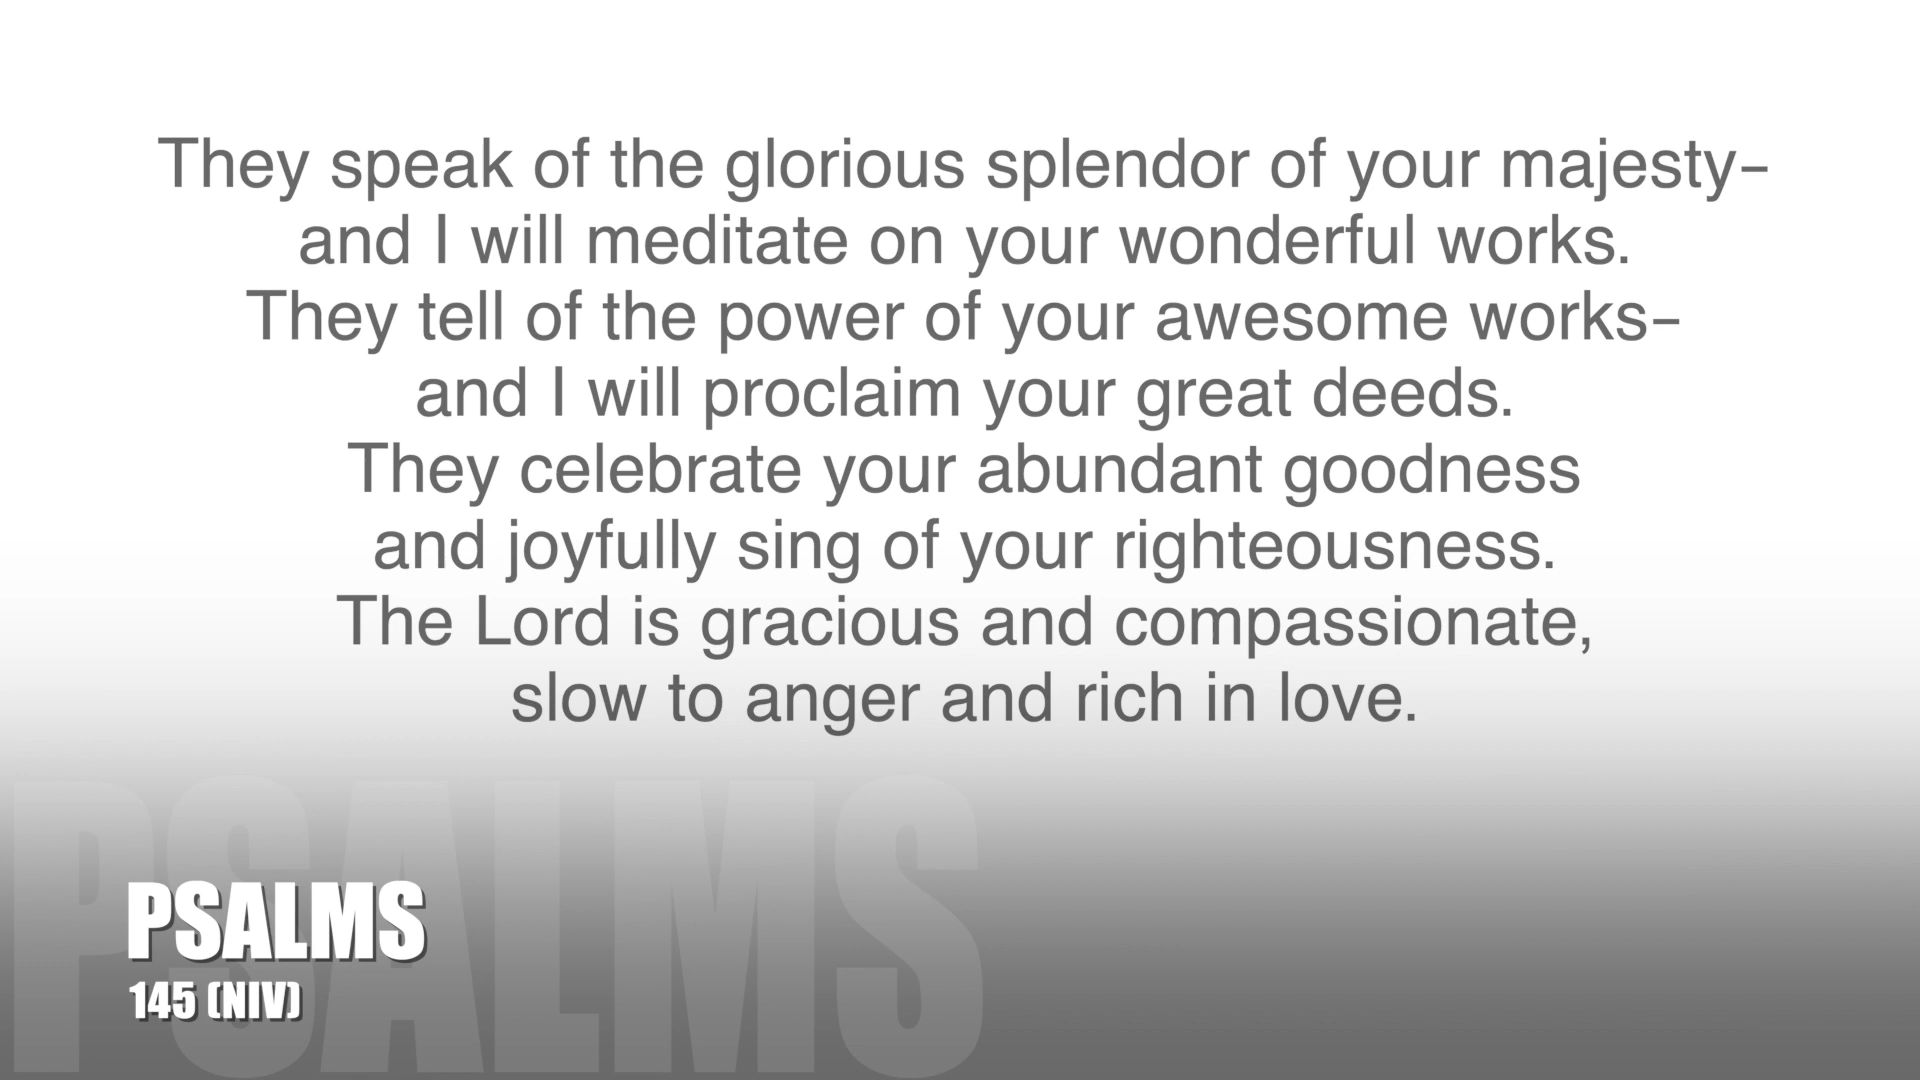 They speak of the glorious splendor of your majesty–
and I will meditate on your wonderful works.
They tell of the power of your awesome works–
and I will proclaim your great deeds.
They celebrate your abundant goodness
and joyfully sing of your righteousness.
The Lord is gracious and compassionate,
slow to anger and rich in love.
PSALMS
PSALMS
145 (NIV)